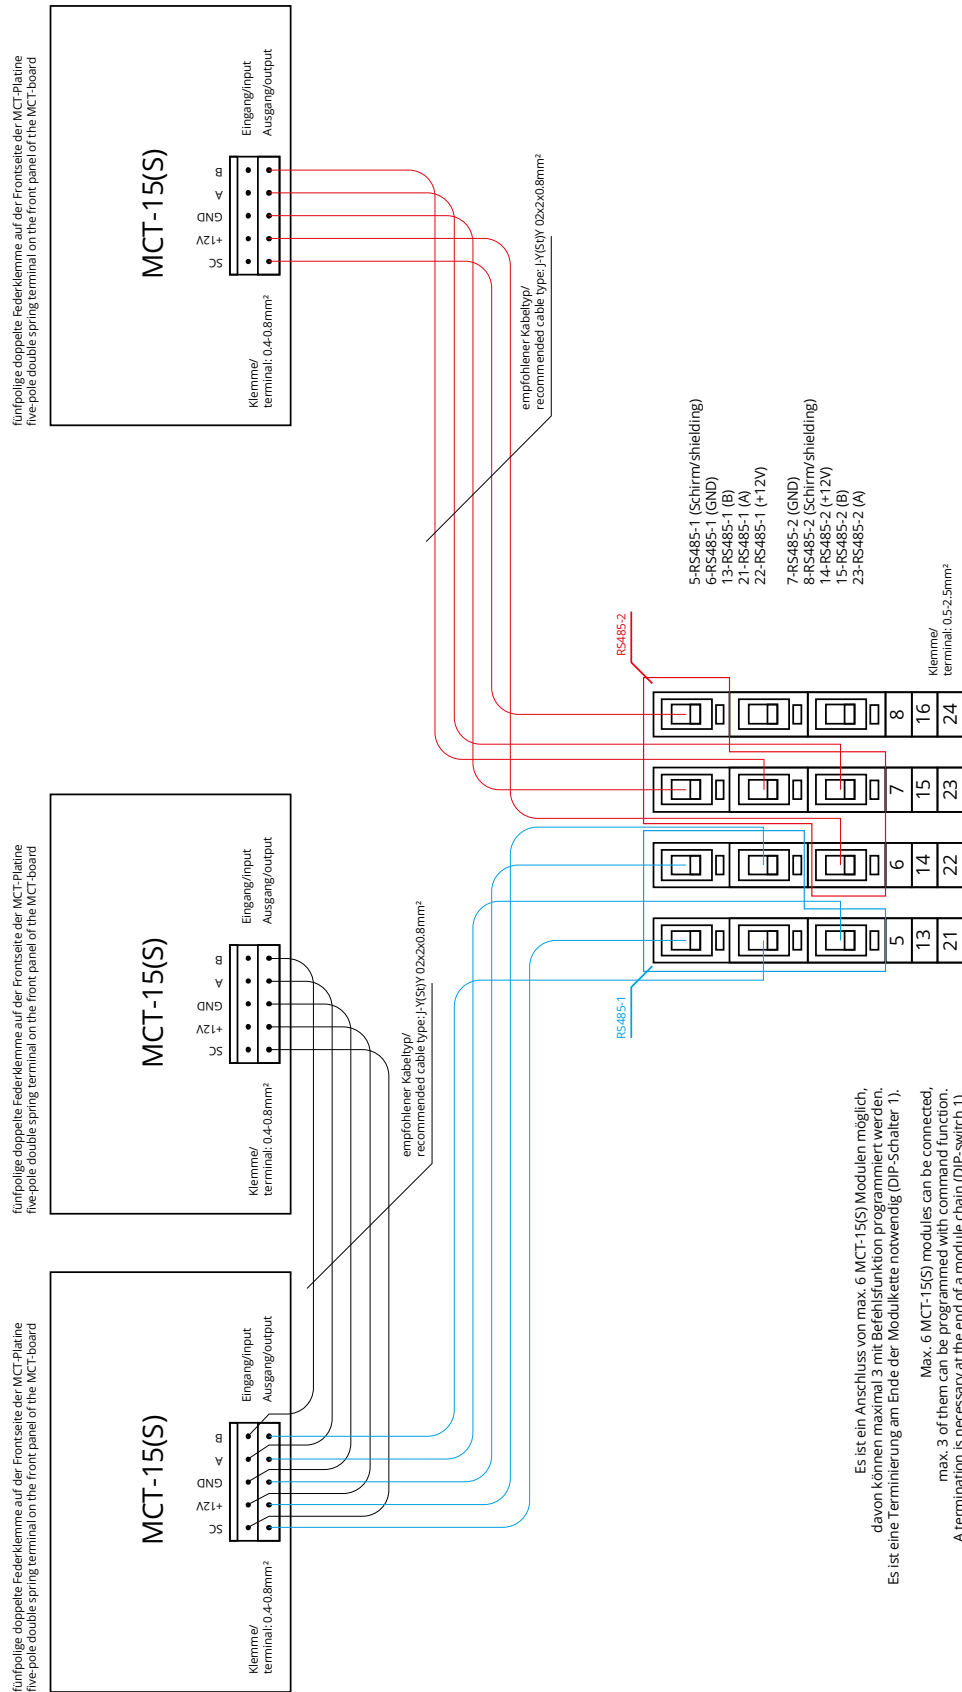 fünfpolige doppelte Federklemme auf der Frontseite der MCT-Platine
five-pole double spring terminal on the front panel of the MCT-board
MCT-15(S)
Klemme/
terminal: 0.4-0.8mm²
SC
+12V
GND
A
B
Eingang/input
Ausgang/output
fünfpolige doppelte Federklemme auf der Frontseite der MCT-Platine
five-pole double spring terminal on the front panel of the MCT-board
MCT-15(S)
Klemme/
terminal: 0.4-0.8mm²
SC
+12V
GND
A
B
Eingang/input
Ausgang/output
fünfpolige doppelte Federklemme auf der Frontseite der MCT-Platine
five-pole double spring terminal on the front panel of the MCT-board
MCT-15(S)
Klemme/
terminal: 0.4-0.8mm²
SC
+12V
GND
A
B
Eingang/input
Ausgang/output
empfohlener Kabeltyp/
recommended cable type: J-Y(St)Y 02x2x0.8mm²
empfohlener Kabeltyp/
recommended cable type: J-Y(St)Y 02x2x0.8mm²
RS485-1
RS485-2
5-RS485-1 (Schirm/shielding)
6-RS485-1 (GND)
13-RS485-1 (B)
21-RS485-1 (A)
22-RS485-1 (+12V)
7-RS485-2 (GND)
8-RS485-2 (Schirm/shielding)
14-RS485-2 (+12V)
15-RS485-2 (B)
23-RS485-2 (A)
5
6
7
8
13
14
15
16
21
22
23
24
Klemme/
terminal: 0.5-2.5mm²
Es ist ein Anschluss von max. 6 MCT-15(S) Modulen möglich,
davon können maximal 3 mit Befehlsfunktion programmiert werden.
Es ist eine Terminierung am Ende der Modulkette notwendig (DIP-Schalter 1).
Max. 6 MCT-15(S) modules can be connected,
max. 3 of them can be programmed with command function.
A termination is necessary at the end of a module chain (DIP-switch 1)